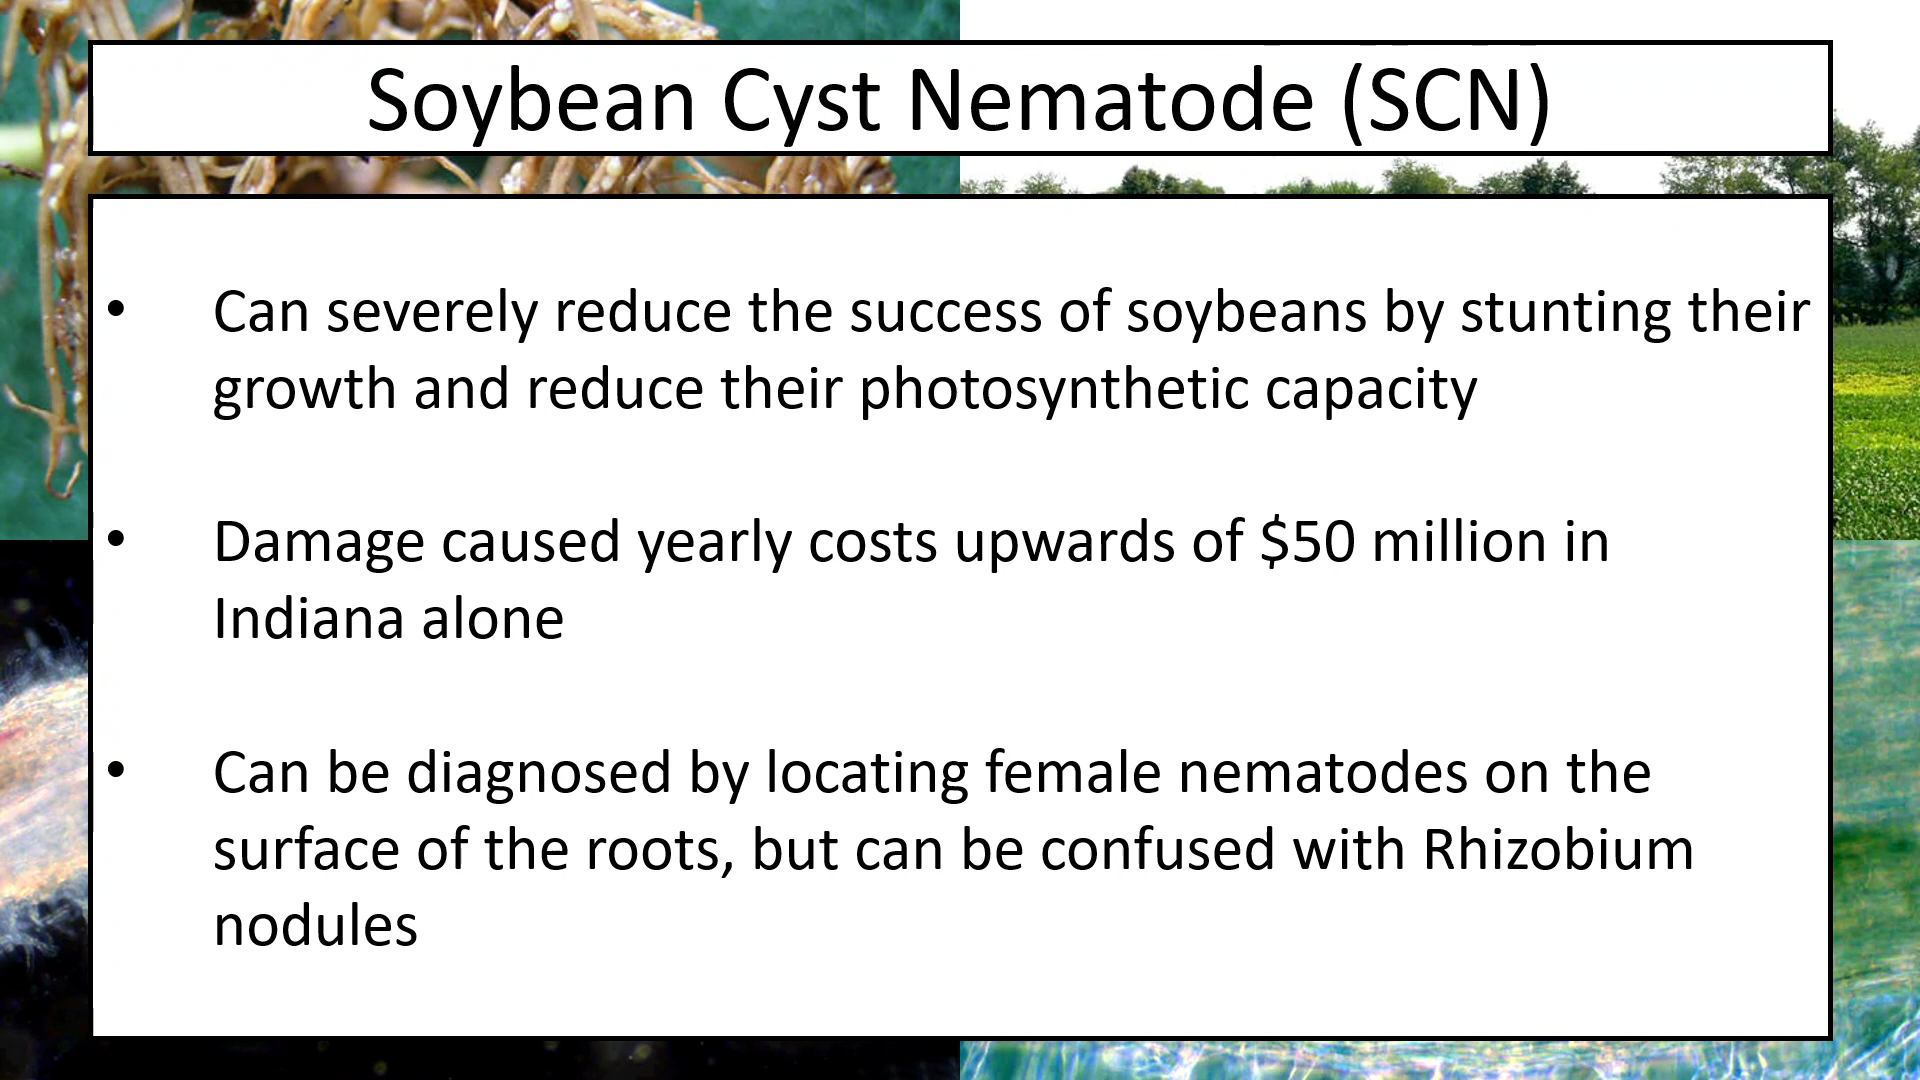 Soybean Cyst Nematode (SCN)
• Can severely reduce the success of soybeans by stunting their
growth and reduce their photosynthetic capacity
• Damage caused yearly costs upwards of $50 million in
Indiana alone
• Can be diagnosed by locating female nematodes on the
surface of the roots, but can be confused with Rhizobium
nodules